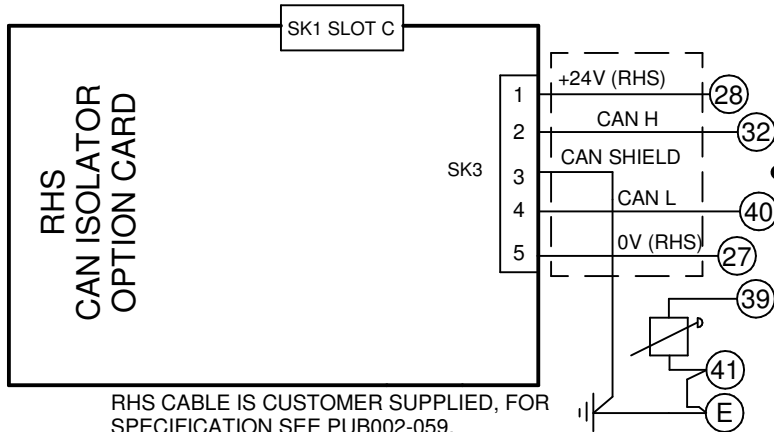 SK1 SLOT C
RHS
CAN ISOLATOR
OPTION CARD
SK3
1
+24V (RHS)
28
2
CAN H
32
3
CAN SHIELD
4
CAN L
40
5
0V (RHS)
27
39
41
E
RHS CABLE IS CUSTOMER SUPPLIED, FOR
SPECIFICATION SEE PUB002-059.